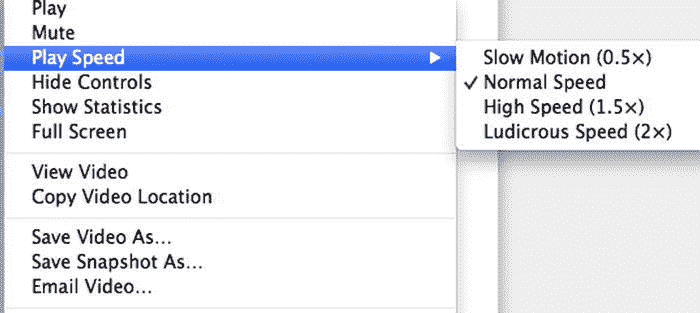 Play
Mute
Play Speed
Hide Controls
Show Statistics
Full Screen
View Video
Copy Video Location
Save Video As...
Save Snapshot As...
Email Video...
Slow Motion (0.5×)
✓ Normal Speed
High Speed (1.5×)
Ludicrous Speed (2×)